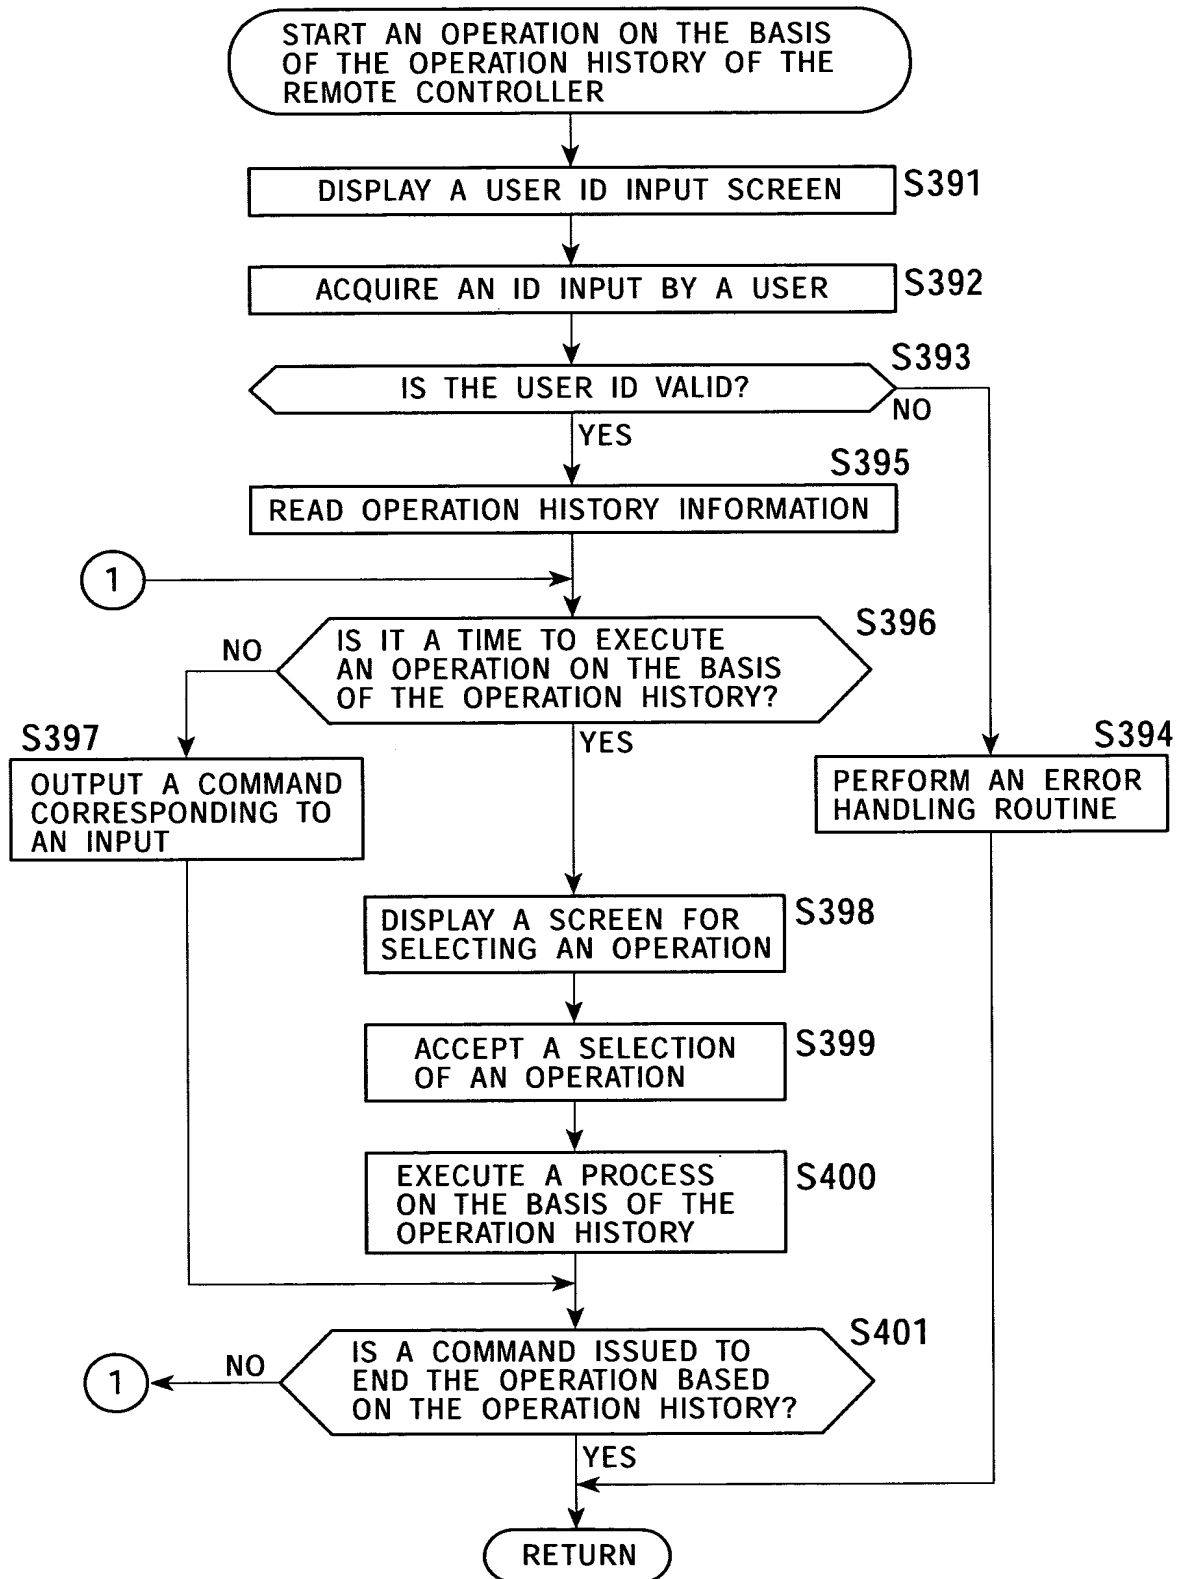 START AN OPERATION ON THE BASIS
OF THE OPERATION HISTORY OF THE
REMOTE CONTROLLER
DISPLAY A USER ID INPUT SCREEN
S391
ACQUIRE AN ID INPUT BY A USER
S392
S393
IS THE USER ID VALID?
NO
YES
S395
READ OPERATION HISTORY INFORMATION
1
S396
IS IT A TIME TO EXECUTE
AN OPERATION ON THE BASIS
OF THE OPERATION HISTORY?
NO
YES
S397
OUTPUT A COMMAND
CORRESPONDING TO
AN INPUT
S394
PERFORM AN ERROR
HANDLING ROUTINE
DISPLAY A SCREEN FOR
SELECTING AN OPERATION
S398
ACCEPT A SELECTION
OF AN OPERATION
S399
EXECUTE A PROCESS
ON THE BASIS OF THE
OPERATION HISTORY
S400
S401
IS A COMMAND ISSUED TO
END THE OPERATION BASED
ON THE OPERATION HISTORY?
NO
1
YES
RETURN